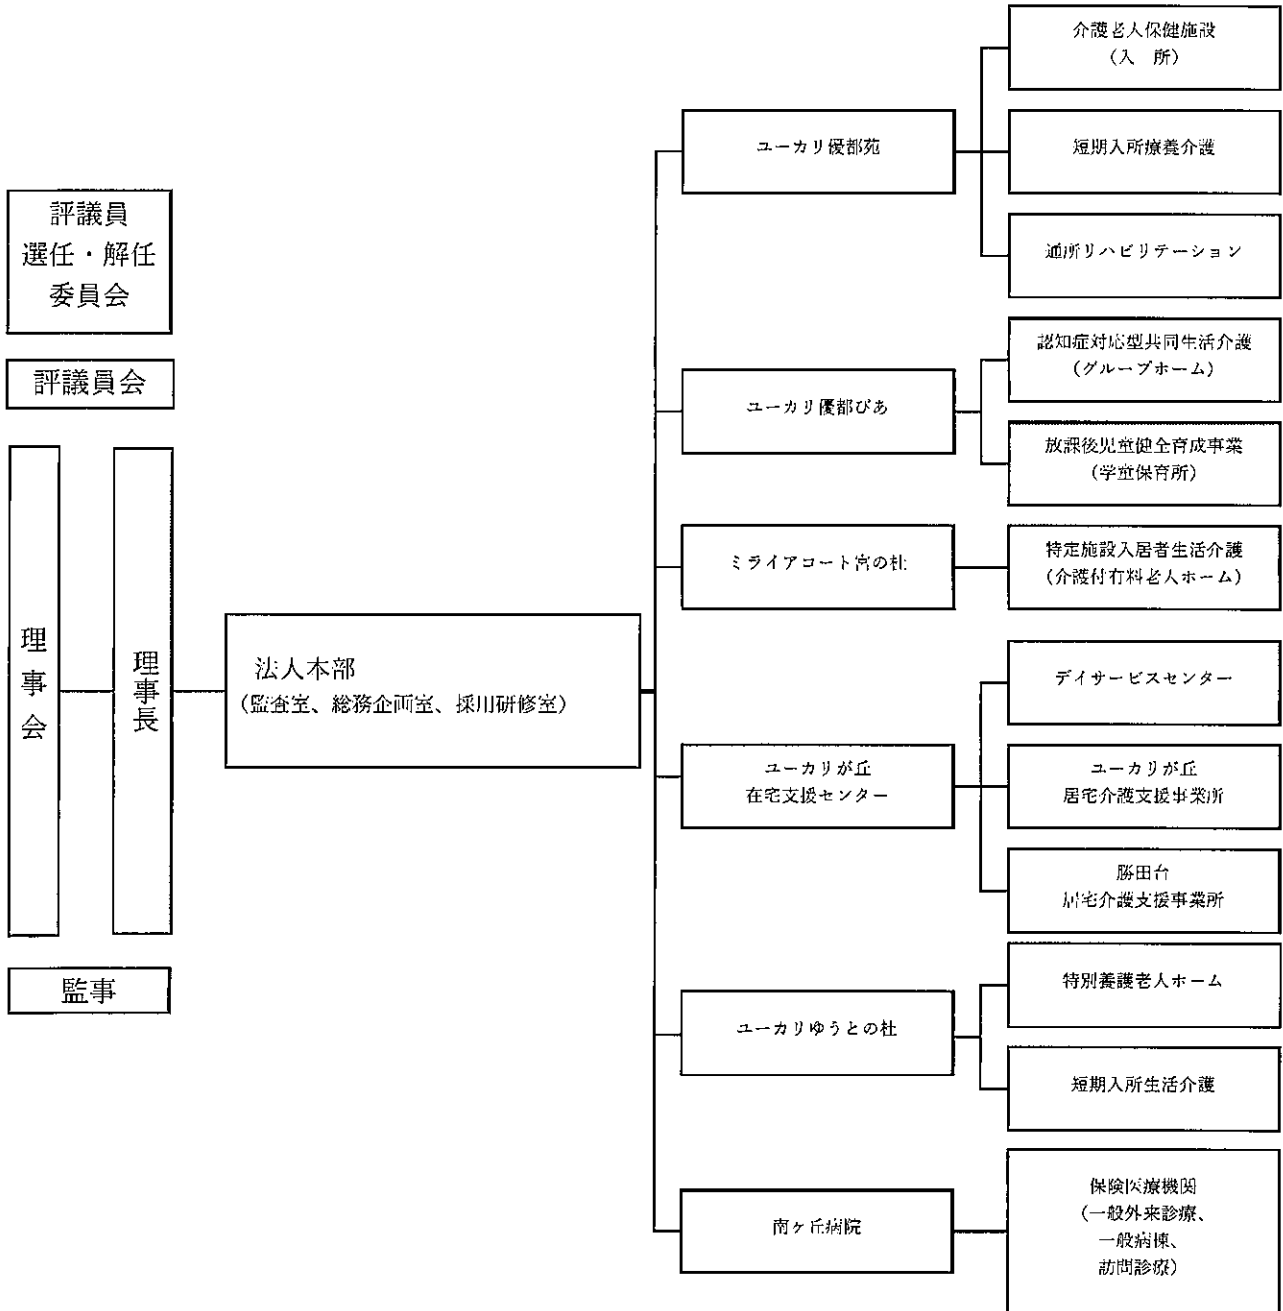 評議員
選任・解任
委員会
評議員会
理事会
理事長
監事
法人本部
(監査室、総務企画室、採用研修室)
ユーカリ優都苑
介護老人保健施設
(入 所)
短期入所療養介護
通所リハビリテーション
ユーカリ優都ぴあ
認知症対応型共同生活介護
(グループホーム)
放課後児童健全育成事業
(学童保育所)
ミライアコート宮の杜
特定施設入居者生活介護
(介護付有料老人ホーム)
ユーカリが丘
在宅支援センター
デイサービスセンター
ユーカリが丘
居宅介護支援事業所
勝田台
居宅介護支援事業所
ユーカリゆうとの杜
特別養護老人ホーム
短期入所生活介護
南ヶ丘病院
保険医療機関
(一般外来診療、
一般病棟、
訪問診療)